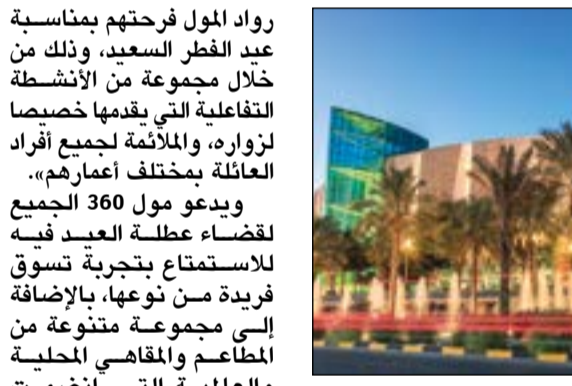 رواد المول فرحتهم بمناسبة
عيد الفطر السعيد، وذلك من
خلال مجموعة من الأنشطة
التفاعلية التي يقدمها خصيصا
لزواره، والملائمة لجميع أفراد
العائلة بمختلف أعمارهم».
ويدعو مول 360 الجميع
لقضاء عطلة العيد فيه
للاستمتاع بتجربة تسوق
فريدة من نوعها، بالإضافة
إلى مجموعة متنوعة من
المطاعم والمقاهي المحلية